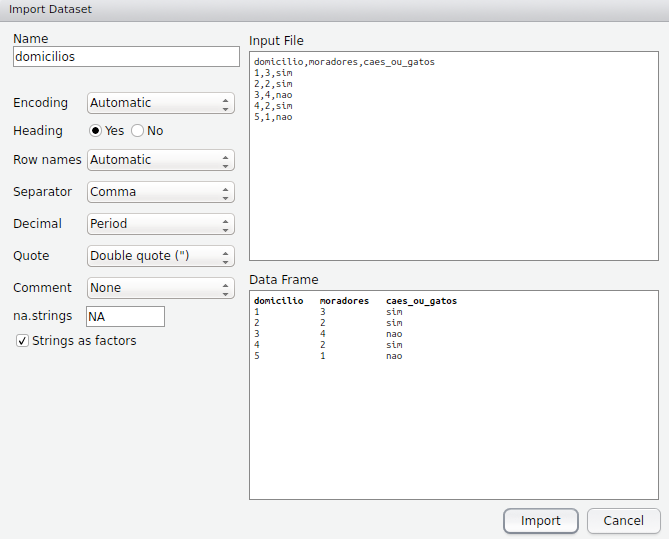 Import Dataset
Name
domicilios
Encoding Automatic
Heading Yes No
Row names Automatic
Separator Comma
Decimal Period
Quote Double quote (")
Comment None
na.strings NA
Strings as factors
Input File
domicilio,moradores,caes_ou_gatos
1,3,sim
2,2,sim
3,4,nao
4,2,sim
5,1,nao
Data Frame
domicilio moradores caes_ou_gatos
1 3 sim
2 2 sim
3 4 nao
4 2 sim
5 1 nao
Import Cancel